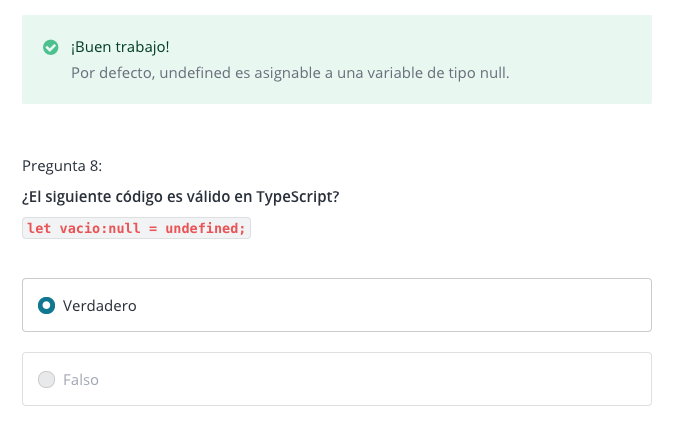 ¡Buen trabajo!
Por defecto, undefined es asignable a una variable de tipo null.
Pregunta 8:
¿El siguiente código es válido en TypeScript?
let vacio:null = undefined;
Verdadero
Falso